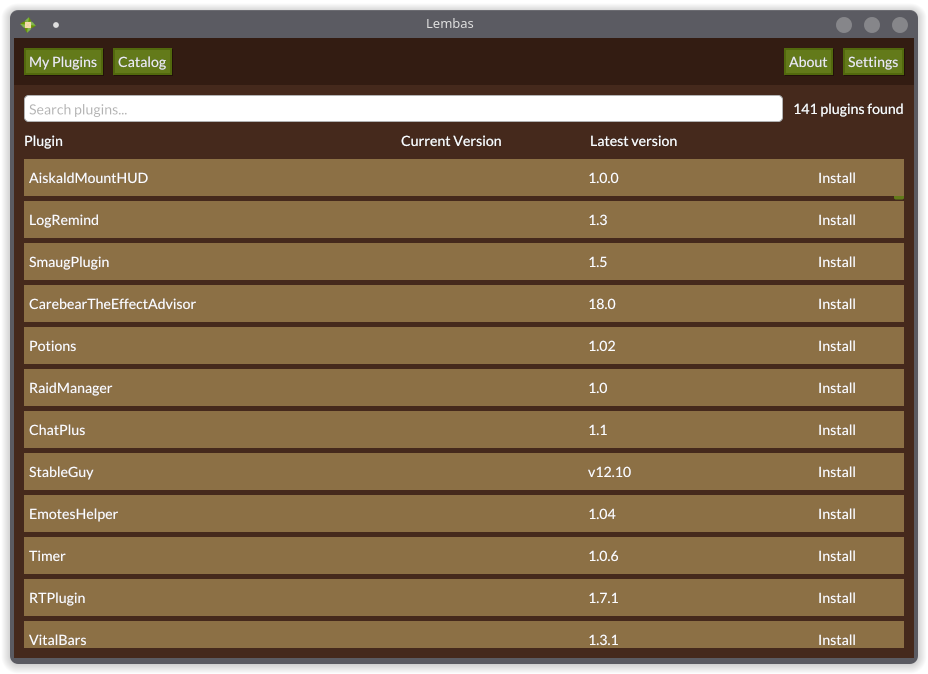 Lembas
My Plugins Catalog About Settings
Search plugins... 141 plugins found
Plugin Current Version Latest version
AiskaldMountHUD 1.0.0 Install
LogRemind 1.3 Install
SmaugPlugin 1.5 Install
CarebearTheEffectAdvisor 18.0 Install
Potions 1.02 Install
RaidManager 1.0 Install
ChatPlus 1.1 Install
StableGuy v12.10 Install
EmotesHelper 1.04 Install
Timer 1.0.6 Install
RTPlugin 1.7.1 Install
VitalBars 1.3.1 Install